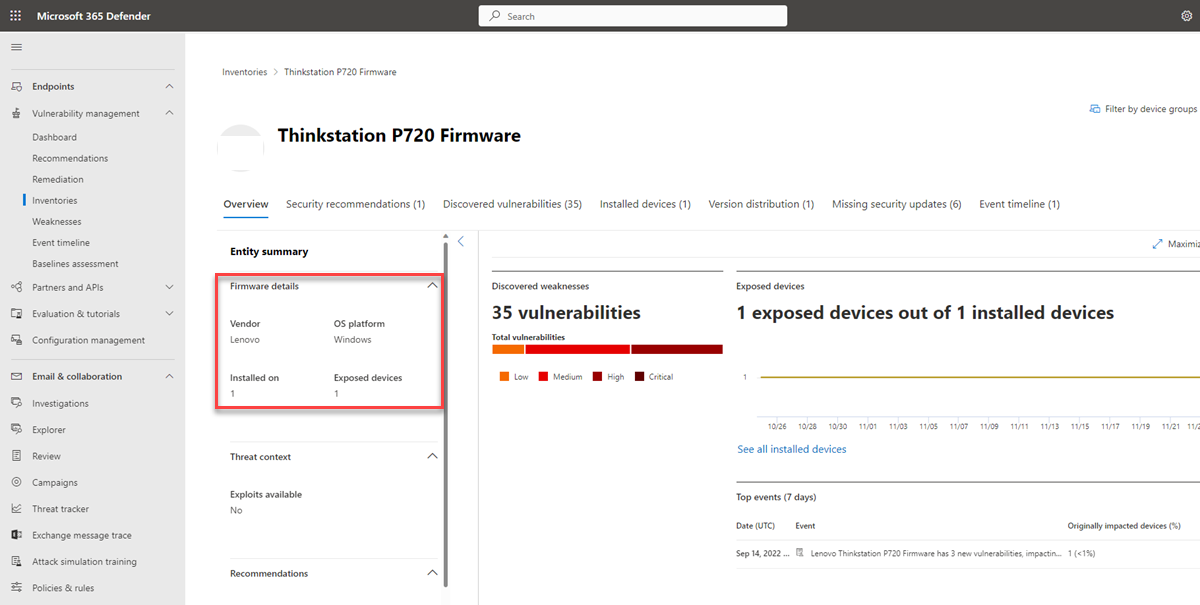 Microsoft 365 Defender
Search
Endpoints
Vulnerability management
Dashboard
Recommendations
Remediation
Inventories
Weaknesses
Event timeline
Baselines assessment
Partners and APIs
Evaluation & tutorials
Configuration management
Email & collaboration
Investigations
Explorer
Review
Campaigns
Threat tracker
Exchange message trace
Attack simulation training
Policies & rules
Inventories > Thinkstation P720 Firmware
Filter by device groups
Thinkstation P720 Firmware
Overview Security recommendations (1) Discovered vulnerabilities (35) Installed devices (1) Version distribution (1) Missing security updates (6) Event timeline (1)
Entity summary
Firmware details
Vendor OS platform
Lenovo Windows
Installed on Exposed devices
1 1
Threat context
Exploits available
No
Recommendations
Maximiz
Discovered weaknesses
35 vulnerabilities
Total vulnerabilities
Low Medium High Critical
Exposed devices
1 exposed devices out of 1 installed devices
1
10/26 10/28 10/30 11/01 11/03 11/05 11/07 11/09 11/11 11/13 11/15 11/17 11/19 11/21 11/2
See all installed devices
Top events (7 days)
Date (UTC) Event Originally impacted devices (%)
Sep 14, 2022 ... Lenovo Thinkstation P720 Firmware has 3 new vulnerabilities, impactin... 1 (<1%)